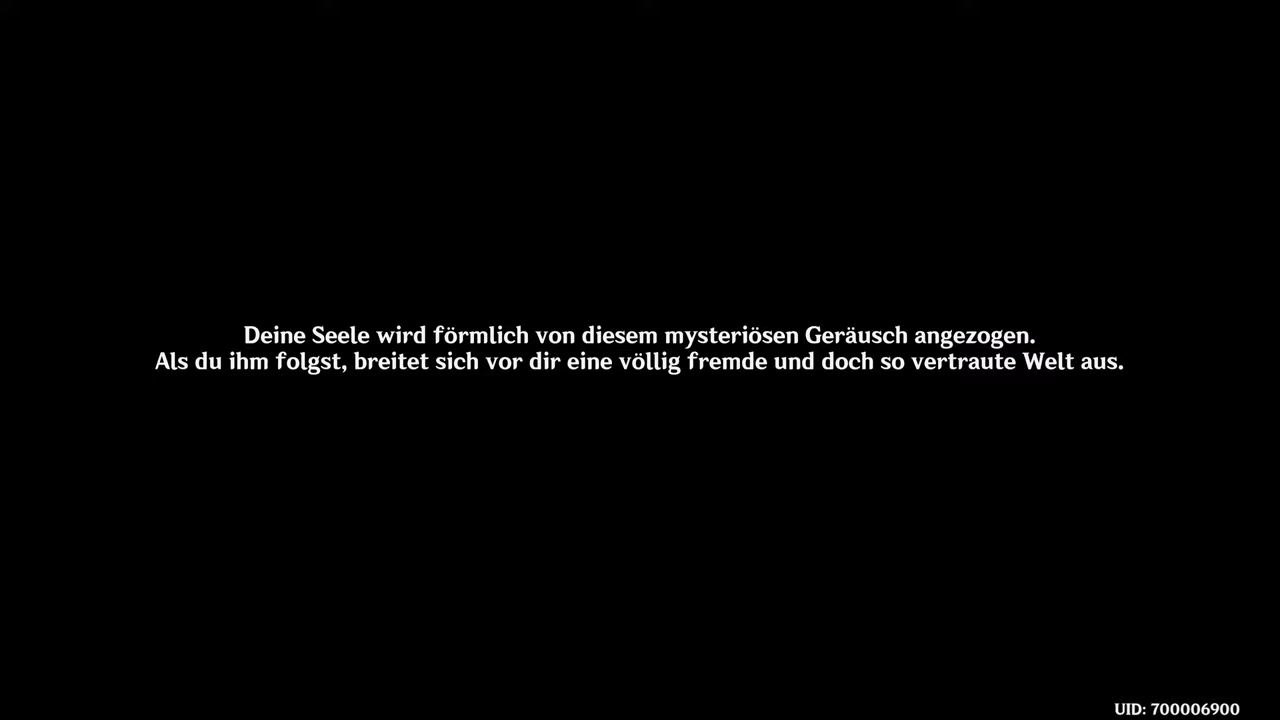 Deine Seele wird förmlich von diesem mysteriösen Geräusch angezogen.
Als du ihm folgst, breitet sich vor dir eine völlig fremde und doch so vertraute Welt aus.
UID: 700006900